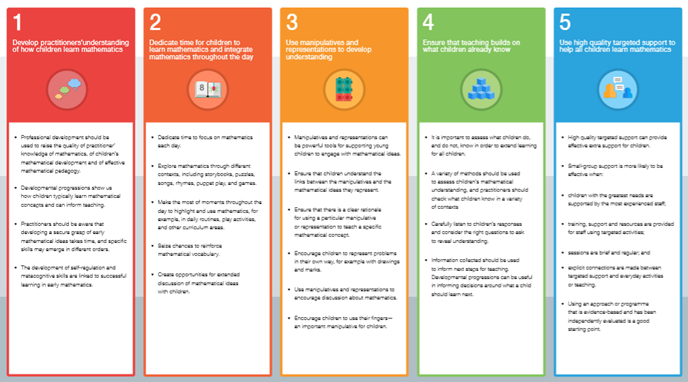 1
Develop practitioners' understanding
of how children learn mathematics
Professional development should be
used to raise the quality of practitioners'
knowledge of mathematics, of children's
mathematical development and of effective
mathematical pedagogy.
Developmental progressions show us
how children typically learn mathematical
concepts and can inform teaching.
Practitioners should be aware that
developing a secure grasp of early
mathematical ideas takes time, and specific
skills may emerge in different orders.
The development of self-regulation and
metacognitive skills are linked to successful
learning in early mathematics.
2
Dedicate time for children to
learn mathematics and integrate
mathematics throughout the day
8
Dedicate time to focus on mathematics
each day.
Explore mathematics through different
contexts, including storybooks, puzzles,
songs, rhymes, puppet play, and games.
Make the most of moments throughout the
day to highlight and use mathematics, for
example, in daily routines, play activities,
and other curriculum areas.
Seize chances to reinforce
mathematical vocabulary.
Create opportunities for extended
discussion of mathematical ideas
with children.
3
Use manipulatives and
representations to develop
understanding
Manipulatives and representations can
be powerful tools for supporting young
children to engage with mathematical ideas.
Ensure that children understand the
links between the manipulatives and the
mathematical ideas they represent.
Ensure that there is a clear rationale
for using a particular manipulative
or representation to teach a specific
mathematical concept.
Encourage children to represent problems
in their own way, for example with drawings
and marks.
Use manipulatives and representations to
encourage discussion about mathematics.
Encourage children to use their fingers—
an important manipulative for children.
4
Ensure that teaching builds on
what children already know
It is important to assess what children do,
and do not, know in order to extend learning
for all children.
A variety of methods should be used
to assess children's mathematical
understanding, and practitioners should
check what children know in a variety
of contexts.
Carefully listen to children's responses
and consider the right questions to ask
to reveal understanding.
Information collected should be used
to inform next steps for teaching.
Developmental progressions can be useful
in informing decisions around what a child
should learn next.
5
Use high quality targeted support to
help all children learn mathematics
High quality targeted support can provide
effective extra support for children.
Small-group support is more likely to be
effective when:
children with the greatest needs are
supported by the most experienced staff;
training, support and resources are provided
for staff using targeted activities;
sessions are brief and regular; and
explicit connections are made between
targeted support and everyday activities
or teaching.
Using an approach or programme
that is evidence-based and has been
independently evaluated is a good
starting point.